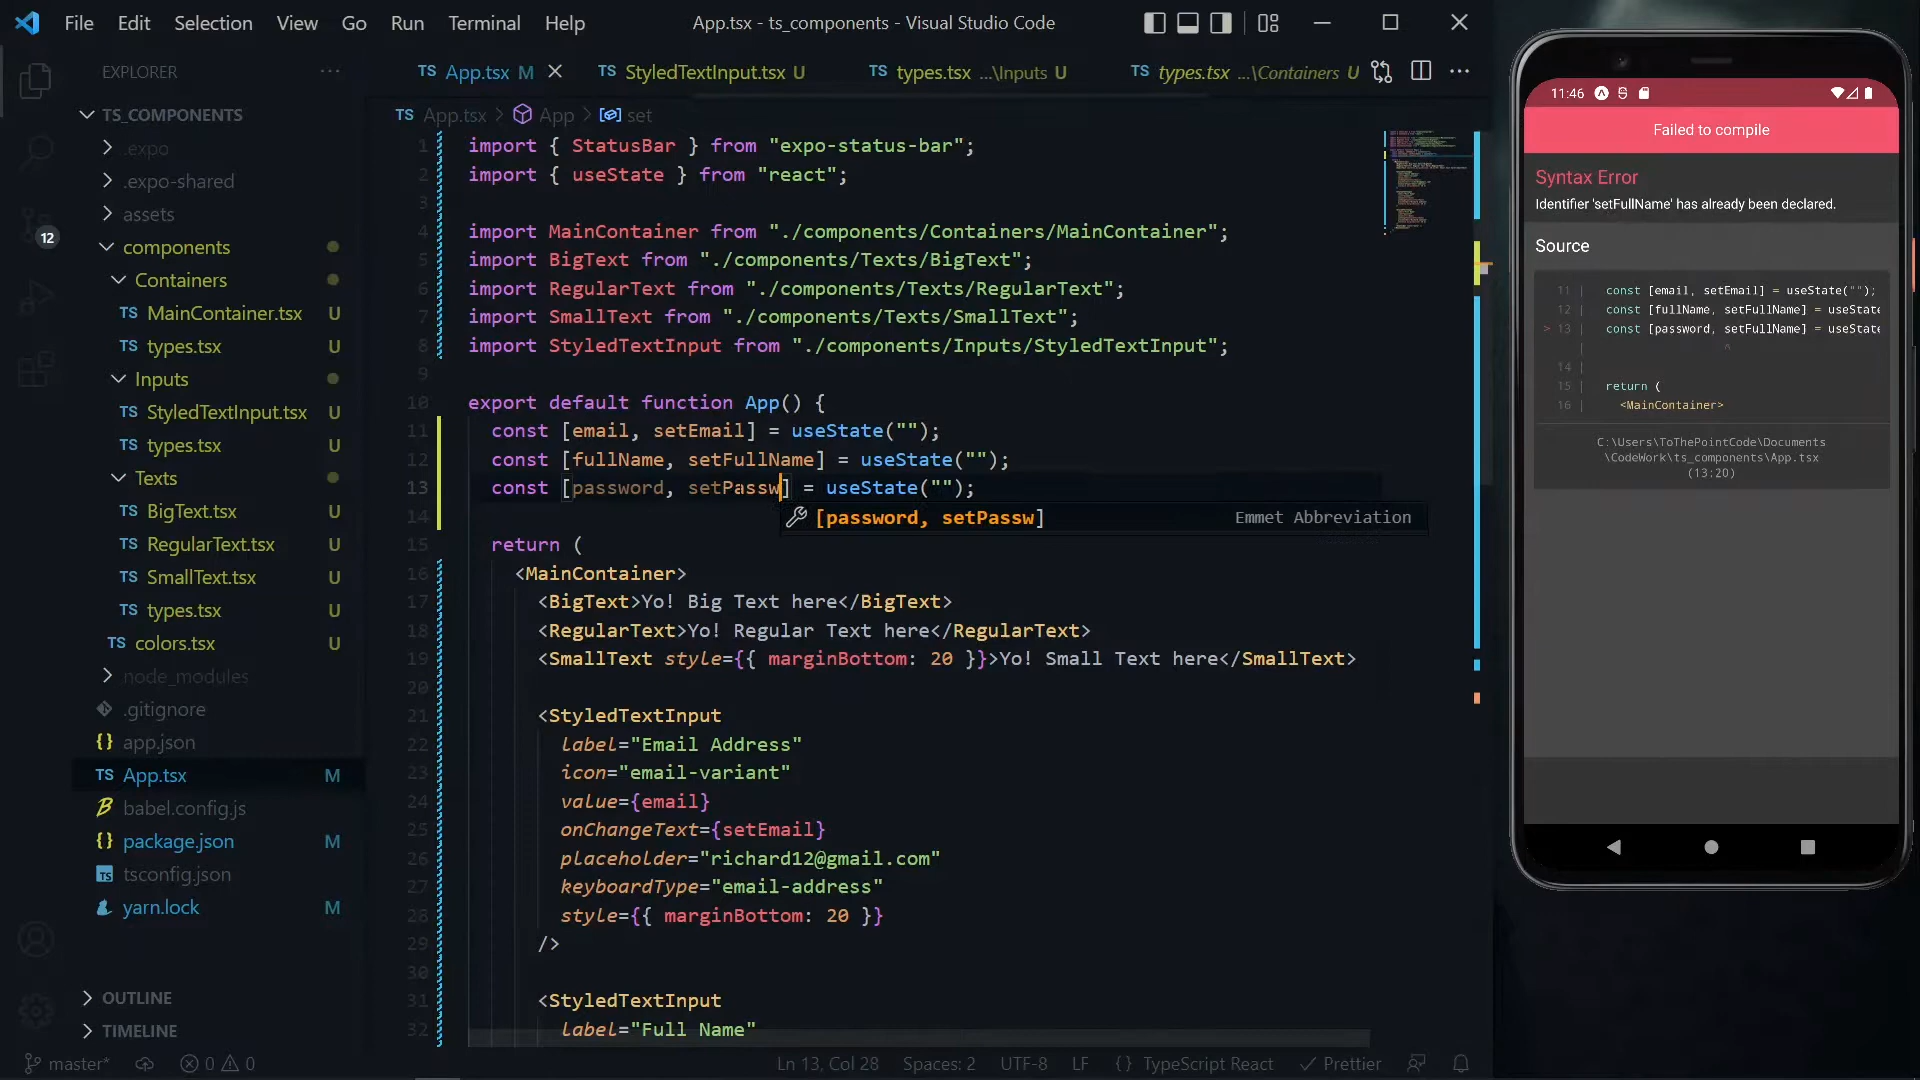 File Edit Selection View Go Run Terminal Help
App.tsx - ts_components - Visual Studio Code
EXPLORER
TS App.tsx M
TS StyledTextInput.tsx U
TS types.tsx ...\Inputs U
TS types.tsx ...\Containers U
TS App.tsx > App > set
TS_COMPONENTS
.expo
.expo-shared
assets
components
Containers
TS MainContainer.tsx U
TS types.tsx U
Inputs
TS StyledTextInput.tsx U
TS types.tsx U
Texts
TS BigText.tsx U
TS RegularText.tsx U
TS SmallText.tsx U
TS types.tsx U
TS colors.tsx U
node_modules
.gitignore
{} app.json
TS App.tsx M
babel.config.js
{} package.json M
TS tsconfig.json
yarn.lock M
OUTLINE
TIMELINE
12
1 import { StatusBar } from "expo-status-bar";
2 import { useState } from "react";
3
4 import MainContainer from "./components/Containers/MainContainer";
5 import BigText from "./components/Texts/BigText";
6 import RegularText from "./components/Texts/RegularText";
7 import SmallText from "./components/Texts/SmallText";
8 import StyledTextInput from "./components/Inputs/StyledTextInput";
9
10 export default function App() {
11 const [email, setEmail] = useState("");
12 const [fullName, setFullName] = useState("");
13 const [password, setPassw] = useState("");
[password, setPassw] Emmet Abbreviation
14
15 return (
16 <MainContainer>
17 <BigText>Yo! Big Text here</BigText>
18 <RegularText>Yo! Regular Text here</RegularText>
19 <SmallText style={{ marginBottom: 20 }}>Yo! Small Text here</SmallText>
20
21 <StyledTextInput
22 label="Email Address"
23 icon="email-variant"
24 value={email}
25 onChangeText={setEmail}
26 placeholder="richard12@gmail.com"
27 keyboardType="email-address"
28 style={{ marginBottom: 20 }}
29 />
30
31 <StyledTextInput
32 label="Full Name"
master* 0 0
Ln 13, Col 28 Spaces: 2 UTF-8 LF {} TypeScript React Prettier
11:46
Failed to compile
Syntax Error
Identifier 'setFullName' has already been declared.
Source
11 | const [email, setEmail] = useState("");
12 | const [fullName, setFullName] = useState
> 13 | const [password, setFullName] = useState
| ^
14 |
15 | return (
16 | <MainContainer>
C:\Users\ToThePointCode\Documents
\CodeWork\ts_components\App.tsx
(13:20)